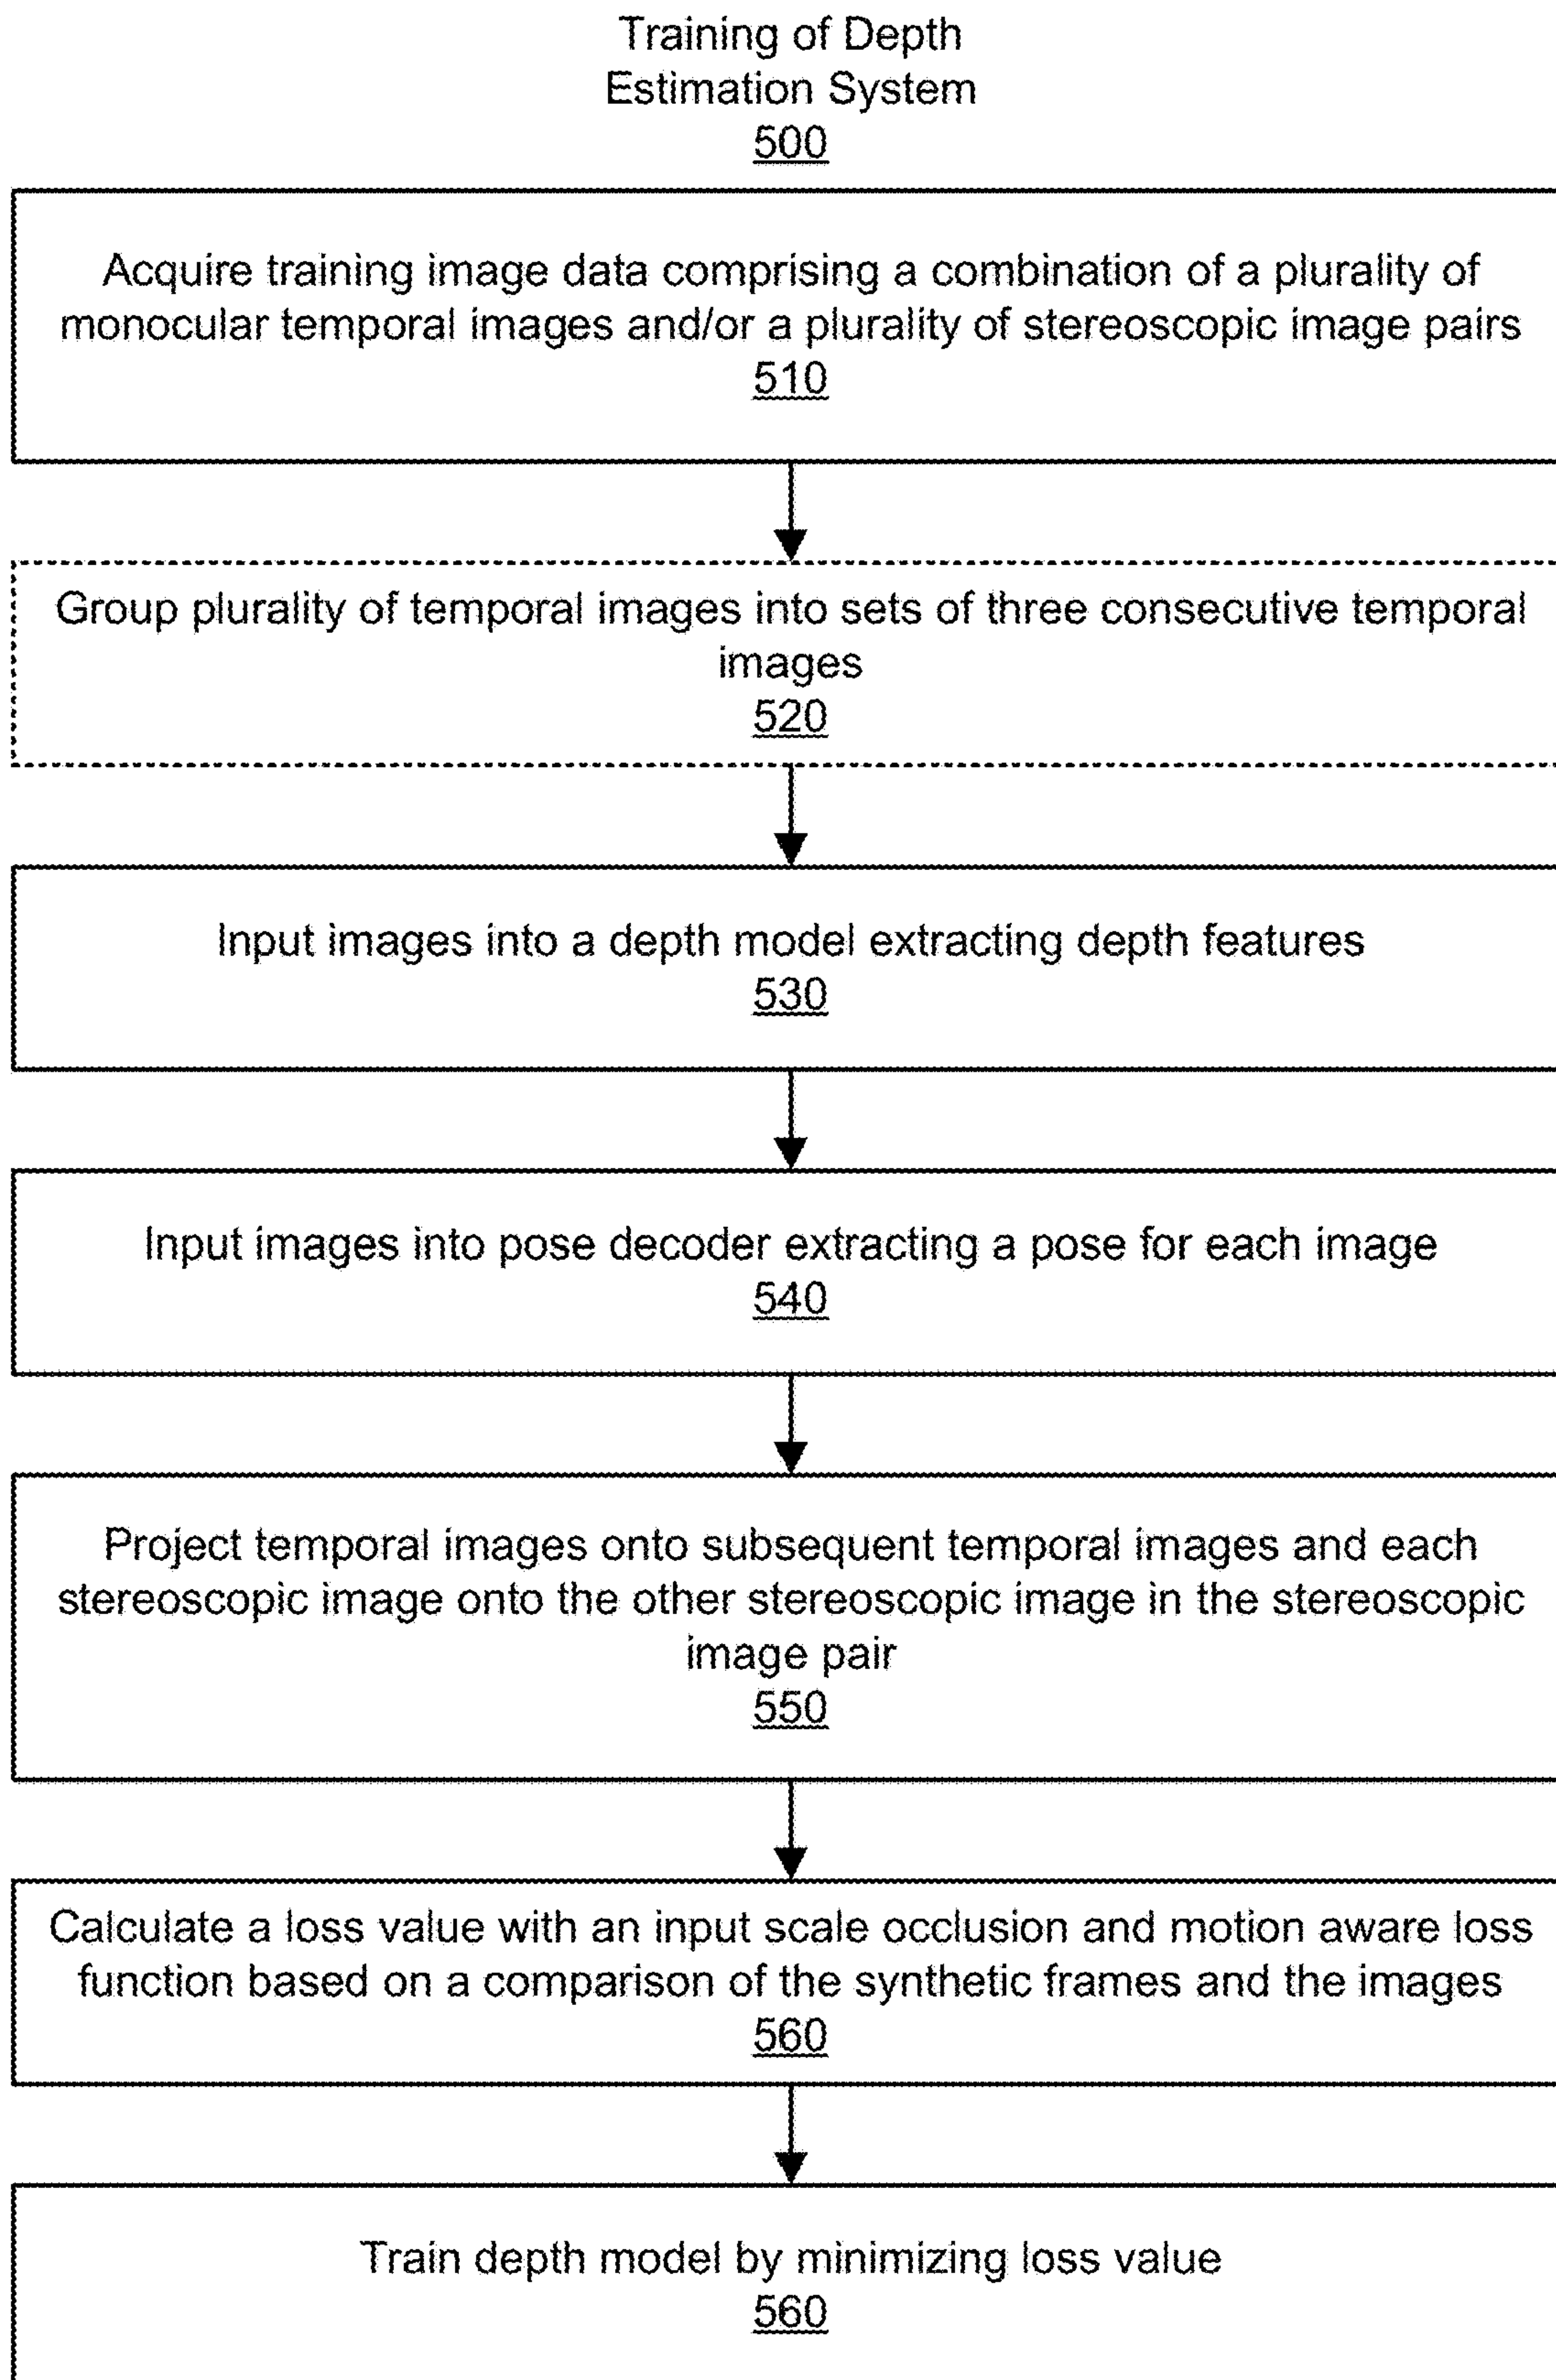 Training of Depth
Estimation System
500
Acquire training image data comprising a combination of a plurality of
monocular temporal images and/or a plurality of stereoscopic image pairs
510
Group plurality of temporal images into sets of three consecutive temporal
images
520
Input images into a depth model extracting depth features
530
Input images into pose decoder extracting a pose for each image
540
Project temporal images onto subsequent temporal images and each
stereoscopic image onto the other stereoscopic image in the stereoscopic
image pair
550
Calculate a loss value with an input scale occlusion and motion aware loss
function based on a comparison of the synthetic frames and the images
560
Train depth model by minimizing loss value
560